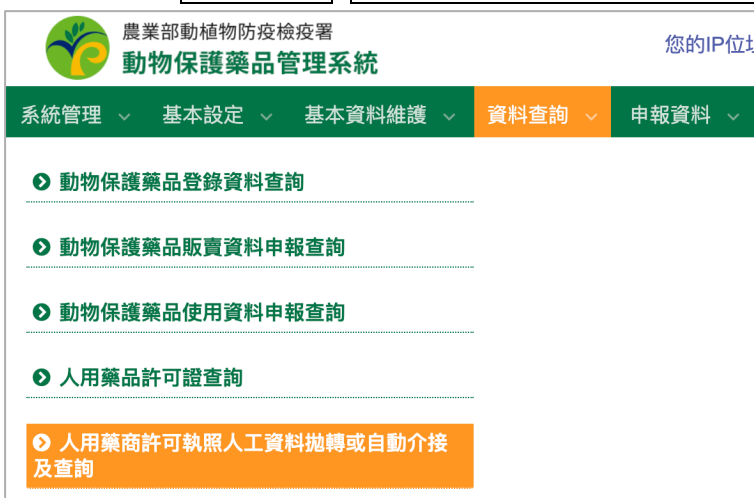 農業部動植物防疫檢疫署
動物保護藥品管理系統
您的IP位
系統管理 基本設定 基本資料維護 資料查詢 申報資料
動物保護藥品登錄資料查詢
動物保護藥品販賣資料申報查詢
動物保護藥品使用資料申報查詢
人用藥品許可證查詢
人用藥商許可執照人工資料拋轉或自動介接
及查詢